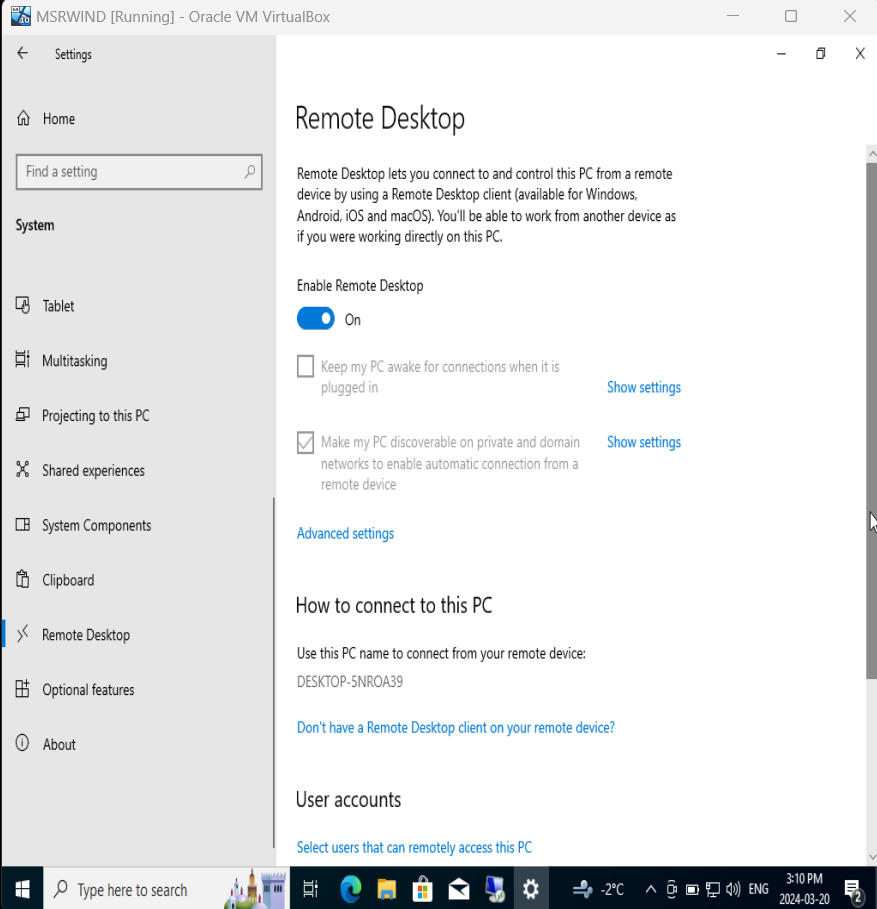 MSRWIND [Running] - Oracle VM VirtualBox
Settings
Home
Find a setting
System
Tablet
Multitasking
Projecting to this PC
Shared experiences
System Components
Clipboard
Remote Desktop
Optional features
About
Remote Desktop
Remote Desktop lets you connect to and control this PC from a remote
device by using a Remote Desktop client (available for Windows,
Android, iOS and macOS). You'll be able to work from another device as
if you were working directly on this PC.
Enable Remote Desktop
On
Keep my PC awake for connections when it is
plugged in
Show settings
Make my PC discoverable on private and domain
networks to enable automatic connection from a
remote device
Show settings
Advanced settings
How to connect to this PC
Use this PC name to connect from your remote device:
DESKTOP-5NROA39
Don't have a Remote Desktop client on your remote device?
User accounts
Select users that can remotely access this PC
Type here to search
-2°C
ENG
3:10 PM
2024-03-20
2